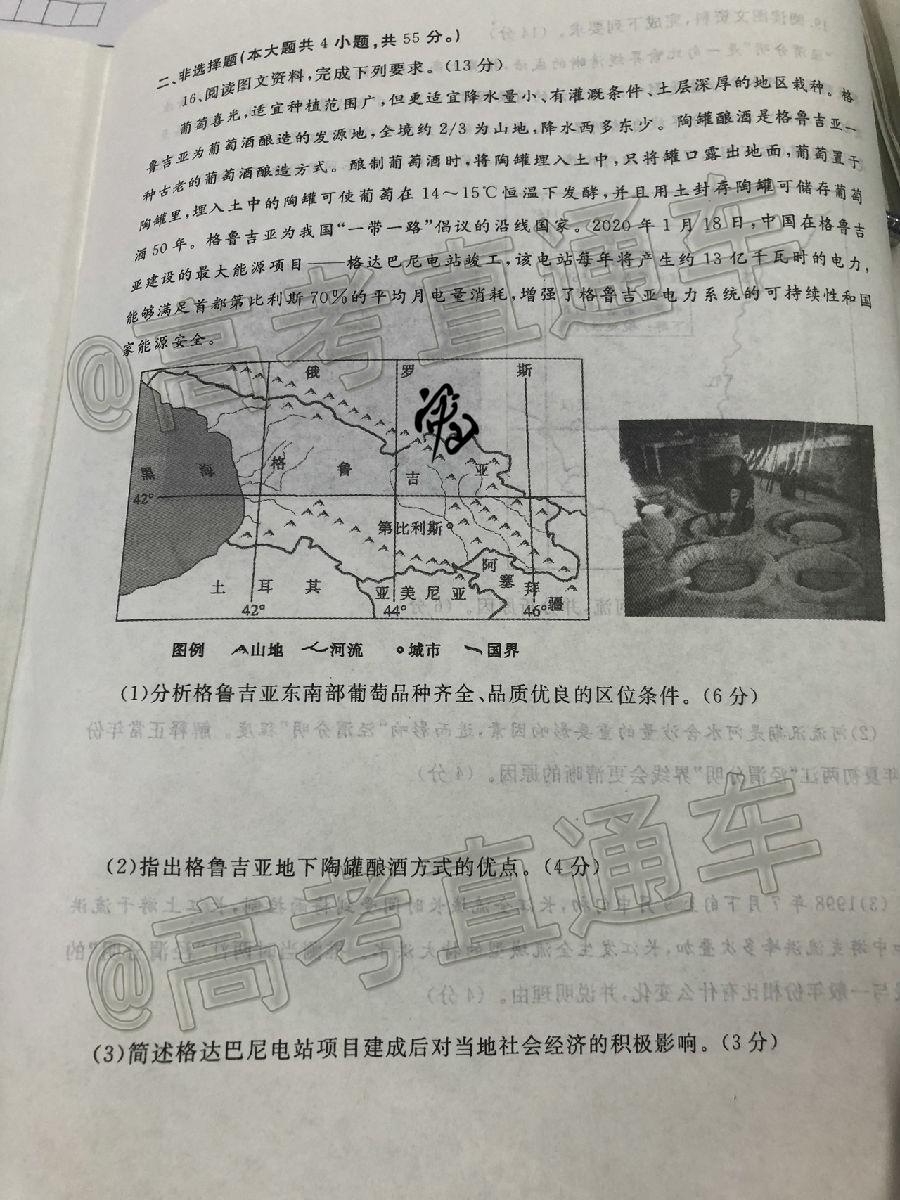 二、非选择题(本大题共4小题,共55分。)
16、阅读图文资料,完成下列要求。(13分)
葡萄喜光,适宜种植范围广,但更适宜降水量小、有灌溉条件、土层深厚的地区栽种。格
鲁吉亚为葡萄酒酿造的发源地,全境约2/3为山地,降水西多东少。陶罐酿酒是格鲁吉亚一
种古老的葡萄酒酿造方式。酿制葡萄酒时,将陶罐埋入土中,只将罐口露出地面,葡萄置于
陶罐里,埋入土中的陶罐可使葡萄在14～15℃恒温下发酵,并且用土封存陶罐可储存葡萄
酒50年。格鲁吉亚为我国“一带一路”倡议的沿线国家。2020年1月18日,中国在格鲁吉
亚建设的最大能源项目——格达巴尼电站竣工,该电站每年将产生约13亿千瓦时的电力,
能够满足首都第比利斯70%的平均月电量消耗,增强了格鲁吉亚电力系统的可持续性和国
家能源安全。
俄 罗 斯
黑 海 格 鲁 吉 亚
42°
第比利斯
土 耳 其 亚美尼亚 阿塞拜疆
42° 44° 46°
图例 山地 河流 城市 国界
(1)分析格鲁吉亚东南部葡萄品种齐全、品质优良的区位条件。(6分)
(2)指出格鲁吉亚地下陶罐酿酒方式的优点。(4分)
(3)简述格达巴尼电站项目建成后对当地社会经济的积极影响。(3分)
@高考直通车
@高考直通车